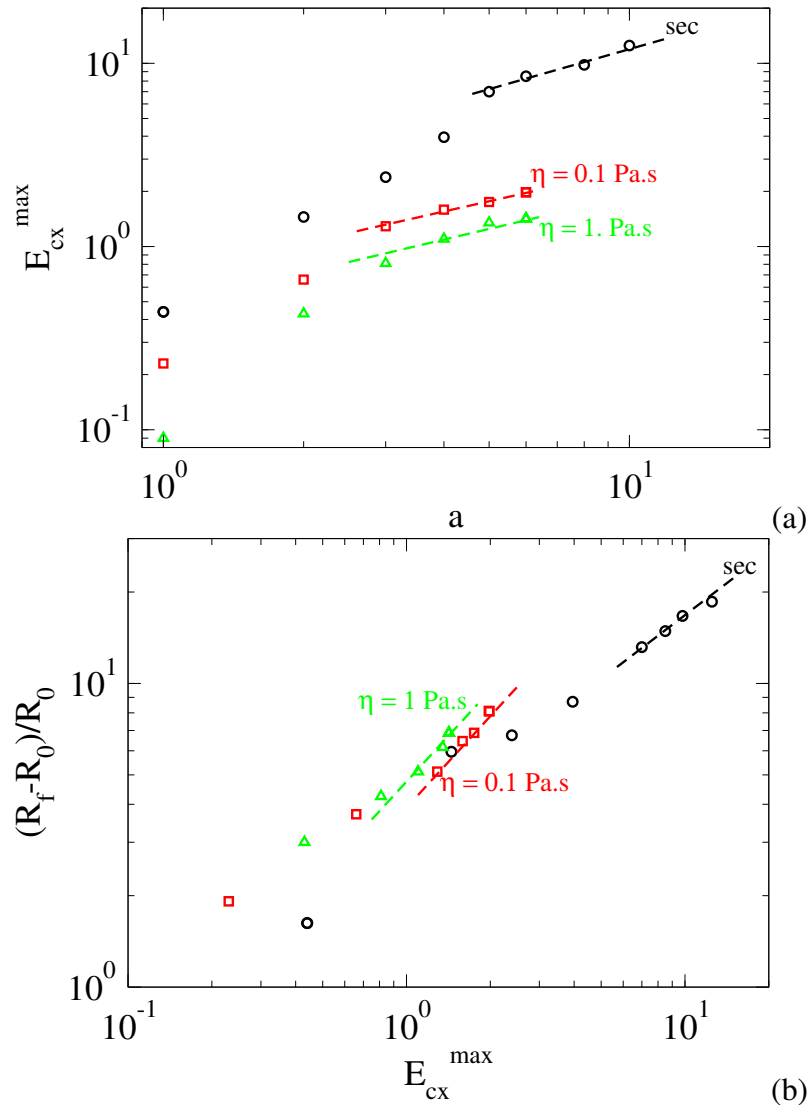 10^1
10^0
10^-1
E_cx^max
sec
η = 0.1 Pa.s
η = 1. Pa.s
10^0
10^1
a
(a)
10^1
10^0
(R_f-R_0)/R_0
sec
η = 1 Pa.s
η = 0.1 Pa.s
10^-1
10^0
10^1
E_cx^max
(b)